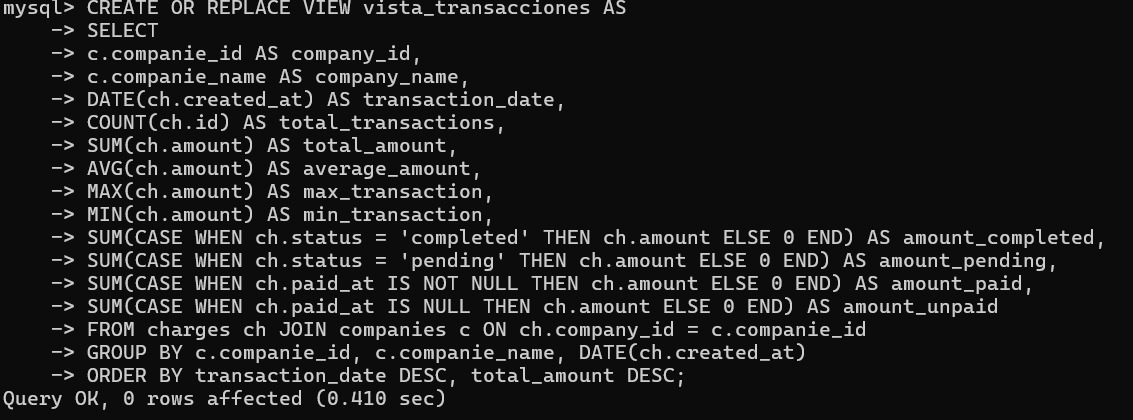 mysql> CREATE OR REPLACE VIEW vista_transacciones AS
    -> SELECT
    -> c.companie_id AS company_id,
    -> c.companie_name AS company_name,
    -> DATE(ch.created_at) AS transaction_date,
    -> COUNT(ch.id) AS total_transactions,
    -> SUM(ch.amount) AS total_amount,
    -> AVG(ch.amount) AS average_amount,
    -> MAX(ch.amount) AS max_transaction,
    -> MIN(ch.amount) AS min_transaction,
    -> SUM(CASE WHEN ch.status = 'completed' THEN ch.amount ELSE 0 END) AS amount_completed,
    -> SUM(CASE WHEN ch.status = 'pending' THEN ch.amount ELSE 0 END) AS amount_pending,
    -> SUM(CASE WHEN ch.paid_at IS NOT NULL THEN ch.amount ELSE 0 END) AS amount_paid,
    -> SUM(CASE WHEN ch.paid_at IS NULL THEN ch.amount ELSE 0 END) AS amount_unpaid
    -> FROM charges ch JOIN companies c ON ch.company_id = c.companie_id
    -> GROUP BY c.companie_id, c.companie_name, DATE(ch.created_at)
    -> ORDER BY transaction_date DESC, total_amount DESC;
Query OK, 0 rows affected (0.410 sec)